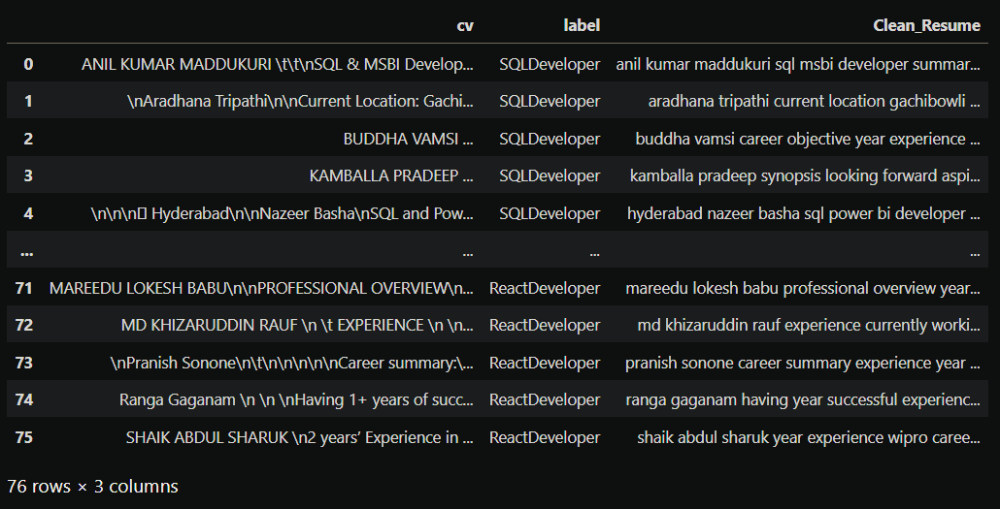 cv label Clean_Resume
0 ANIL KUMAR MADDUKURI \t\t\nSQL & MSBI Develop... SQLDeveloper anil kumar maddukuri sql msbi developer summar...
1 \nAradhana Tripathi\n\nCurrent Location: Gachi... SQLDeveloper aradhana tripathi current location gachibowli ...
2 BUDDHA VAMSI ... SQLDeveloper buddha vamsi career objective year experience ...
3 KAMBALLA PRADEEP ... SQLDeveloper kamballa pradeep synopsis looking forward aspi...
4 \n\n\n▯ Hyderabad\n\nNazeer Basha\nSQL and Pow... SQLDeveloper hyderabad nazeer basha sql power bi developer ...
... ... ... ...
71 MAREEDU LOKESH BABU\n\nPROFESSIONAL OVERVIEW\n... ReactDeveloper mareedu lokesh babu professional overview year...
72 MD KHIZARUDDIN RAUF \n \t EXPERIENCE \n \n... ReactDeveloper md khizaruddin rauf experience currently worki...
73 \nPranish Sonone\n\t\n\n\n\n\nCareer summary:\... ReactDeveloper pranish sonone career summary experience year ...
74 Ranga Gaganam \n \n \nHaving 1+ years of succ... ReactDeveloper ranga gaganam having year successful experienc...
75 SHAIK ABDUL SHARUK \n2 years’ Experience in ... ReactDeveloper shaik abdul sharuk year experience wipro caree...
76 rows × 3 columns